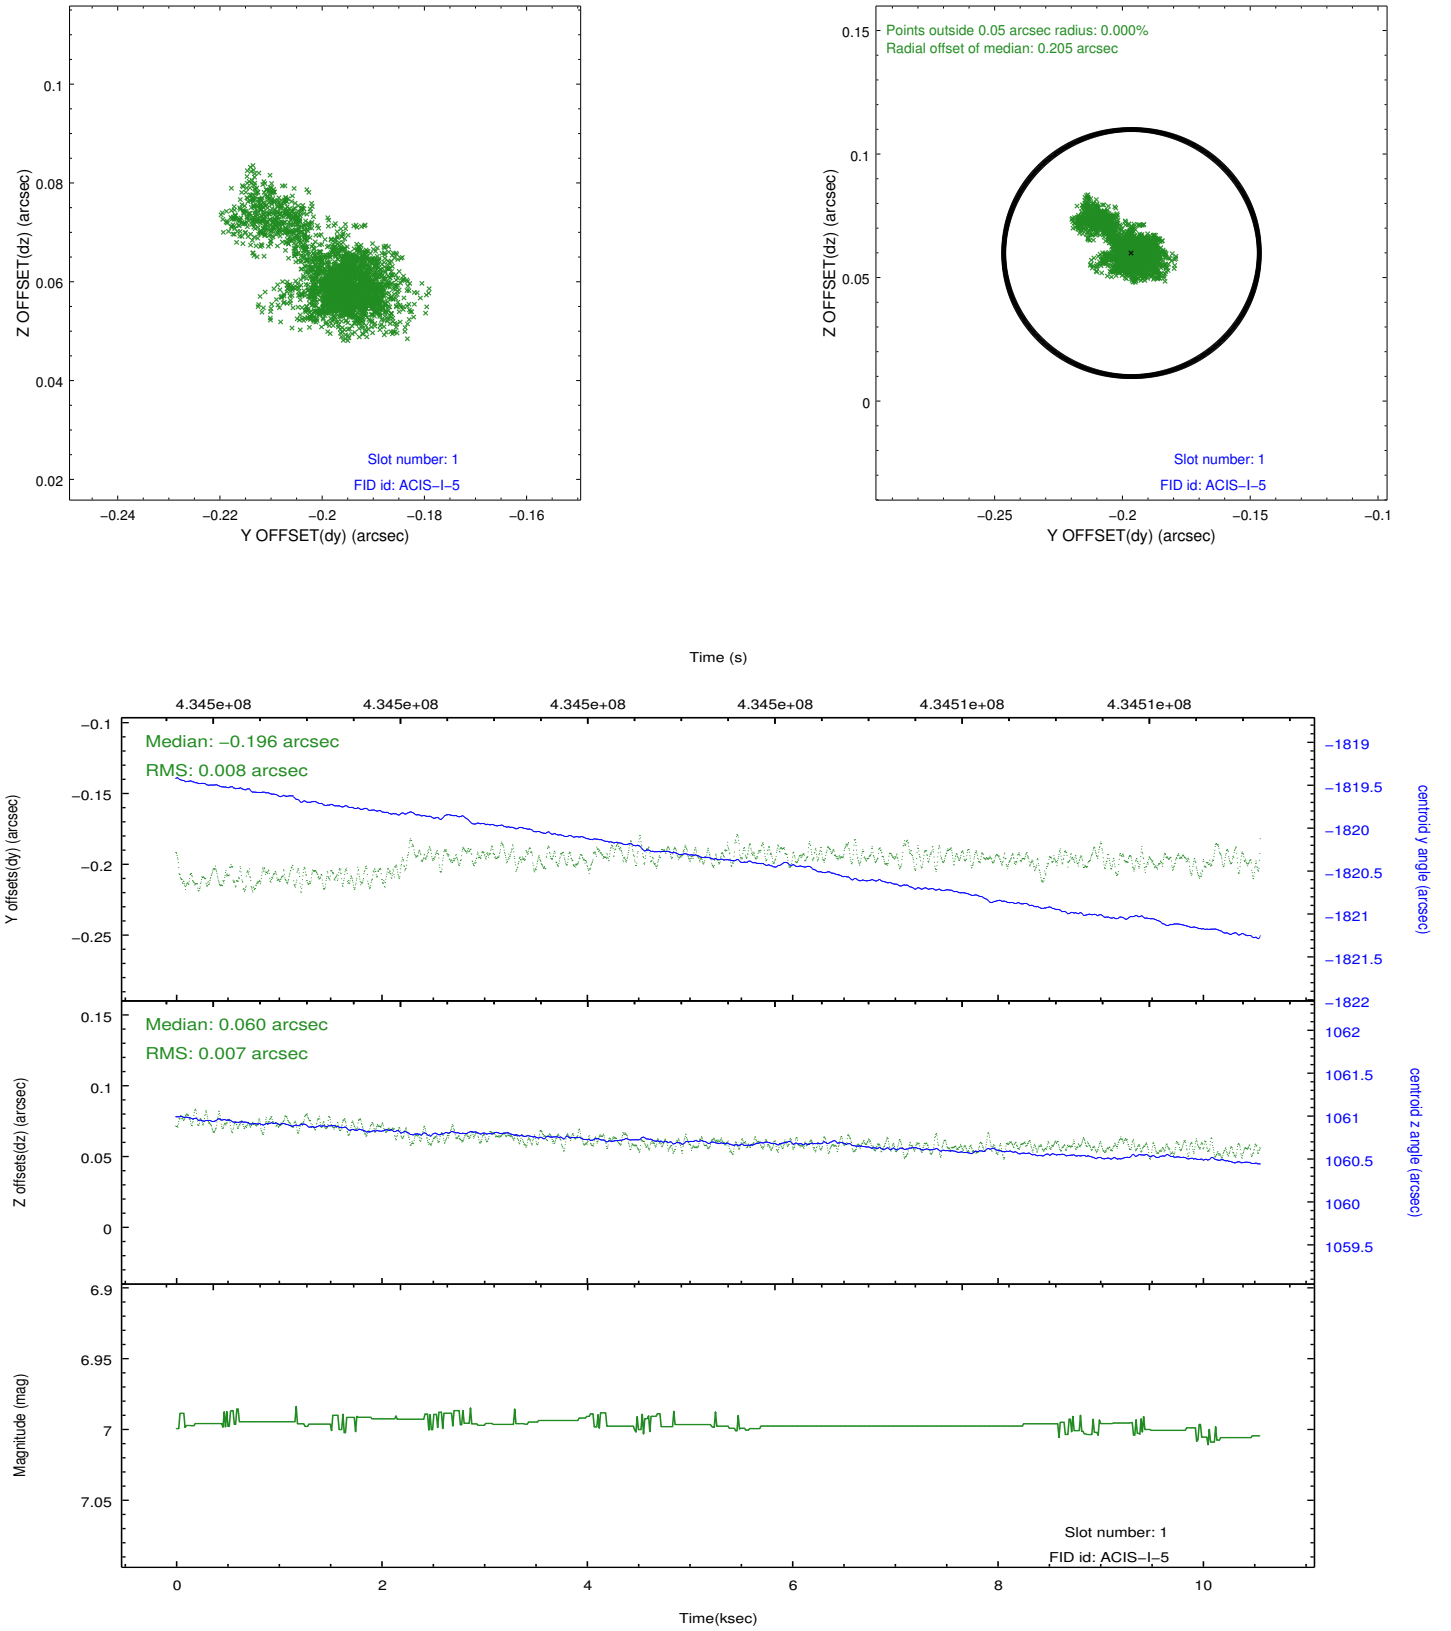 0.1
0.08
0.06
0.04
0.02
Z OFFSET(dz) (arcsec)
Slot number: 1
FID id: ACIS−I−5
−0.24 −0.22 −0.2 −0.18 −0.16
Y OFFSET(dy) (arcsec)
Points outside 0.05 arcsec radius: 0.000%
Radial offset of median: 0.205 arcsec
0.15
0.1
0.05
0
Z OFFSET(dz) (arcsec)
Slot number: 1
FID id: ACIS−I−5
−0.25 −0.2 −0.15 −0.1
Y OFFSET(dy) (arcsec)
Time (s)
4.345e+08 4.345e+08 4.345e+08 4.345e+08 4.3451e+08 4.3451e+08
Median: −0.196 arcsec
RMS: 0.008 arcsec
−0.1
−0.15
−0.2
−0.25
Y offsets(dy) (arcsec)
−1819
−1819.5
−1820
−1820.5
−1821
−1821.5
−1822
centroid y angle (arcsec)
Median: 0.060 arcsec
RMS: 0.007 arcsec
0.15
0.1
0.05
0
Z offsets(dz) (arcsec)
1062
1061.5
1061
1060.5
1060
1059.5
centroid z angle (arcsec)
6.9
6.95
7
7.05
Magnitude (mag)
Slot number: 1
FID id: ACIS−I−5
0 2 4 6 8 10
Time(ksec)